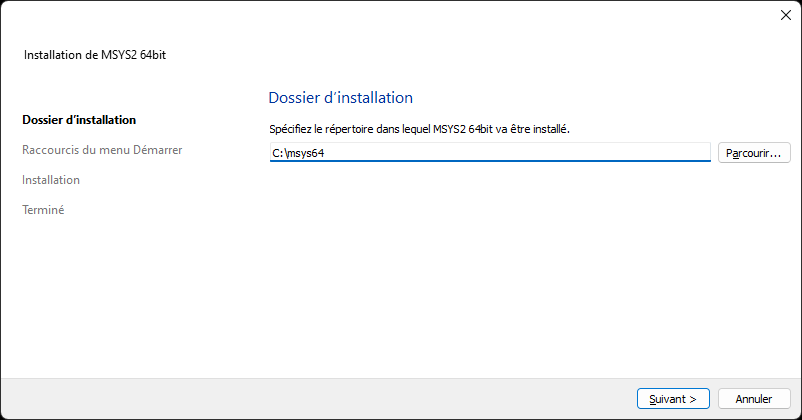 Installation de MSYS2 64bit
Dossier d’installation
Raccourcis du menu Démarrer
Installation
Terminé
Dossier d’installation
Spécifiez le répertoire dans lequel MSYS2 64bit va être installé.
C:\msys64
Parcourir...
Suivant >
Annuler